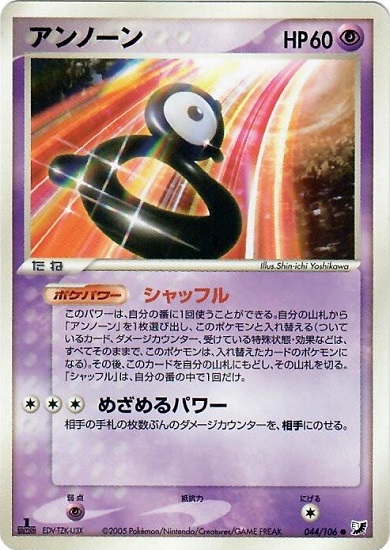 アンノーン
HP60
たね
Illus.Shin-ichi Yoshikawa
ポケパワー シャッフル
このパワーは、自分の番に1回使うことができる。自分の山札から
「アンノーン」を1枚選び出し、このポケモンと入れ替える(ついて
いるカード、ダメージカウンター、受けている特殊状態・効果などは、
すべてそのままで、このポケモンは、入れ替えたカードのポケモンに
なる)。その後、このカードを自分の山札にもどし、その山札を切る。
「シャッフル」は、自分の番の中で1回だけ。
めざめるパワー
相手の手札の枚数ぶんのダメージカウンターを、相手にのせる。
弱点 抵抗力 にげる
1 EDITION
EDV-TZK-U3X
©2005 Pokémon/Nintendo/Creatures/GAME FREAK
044/106